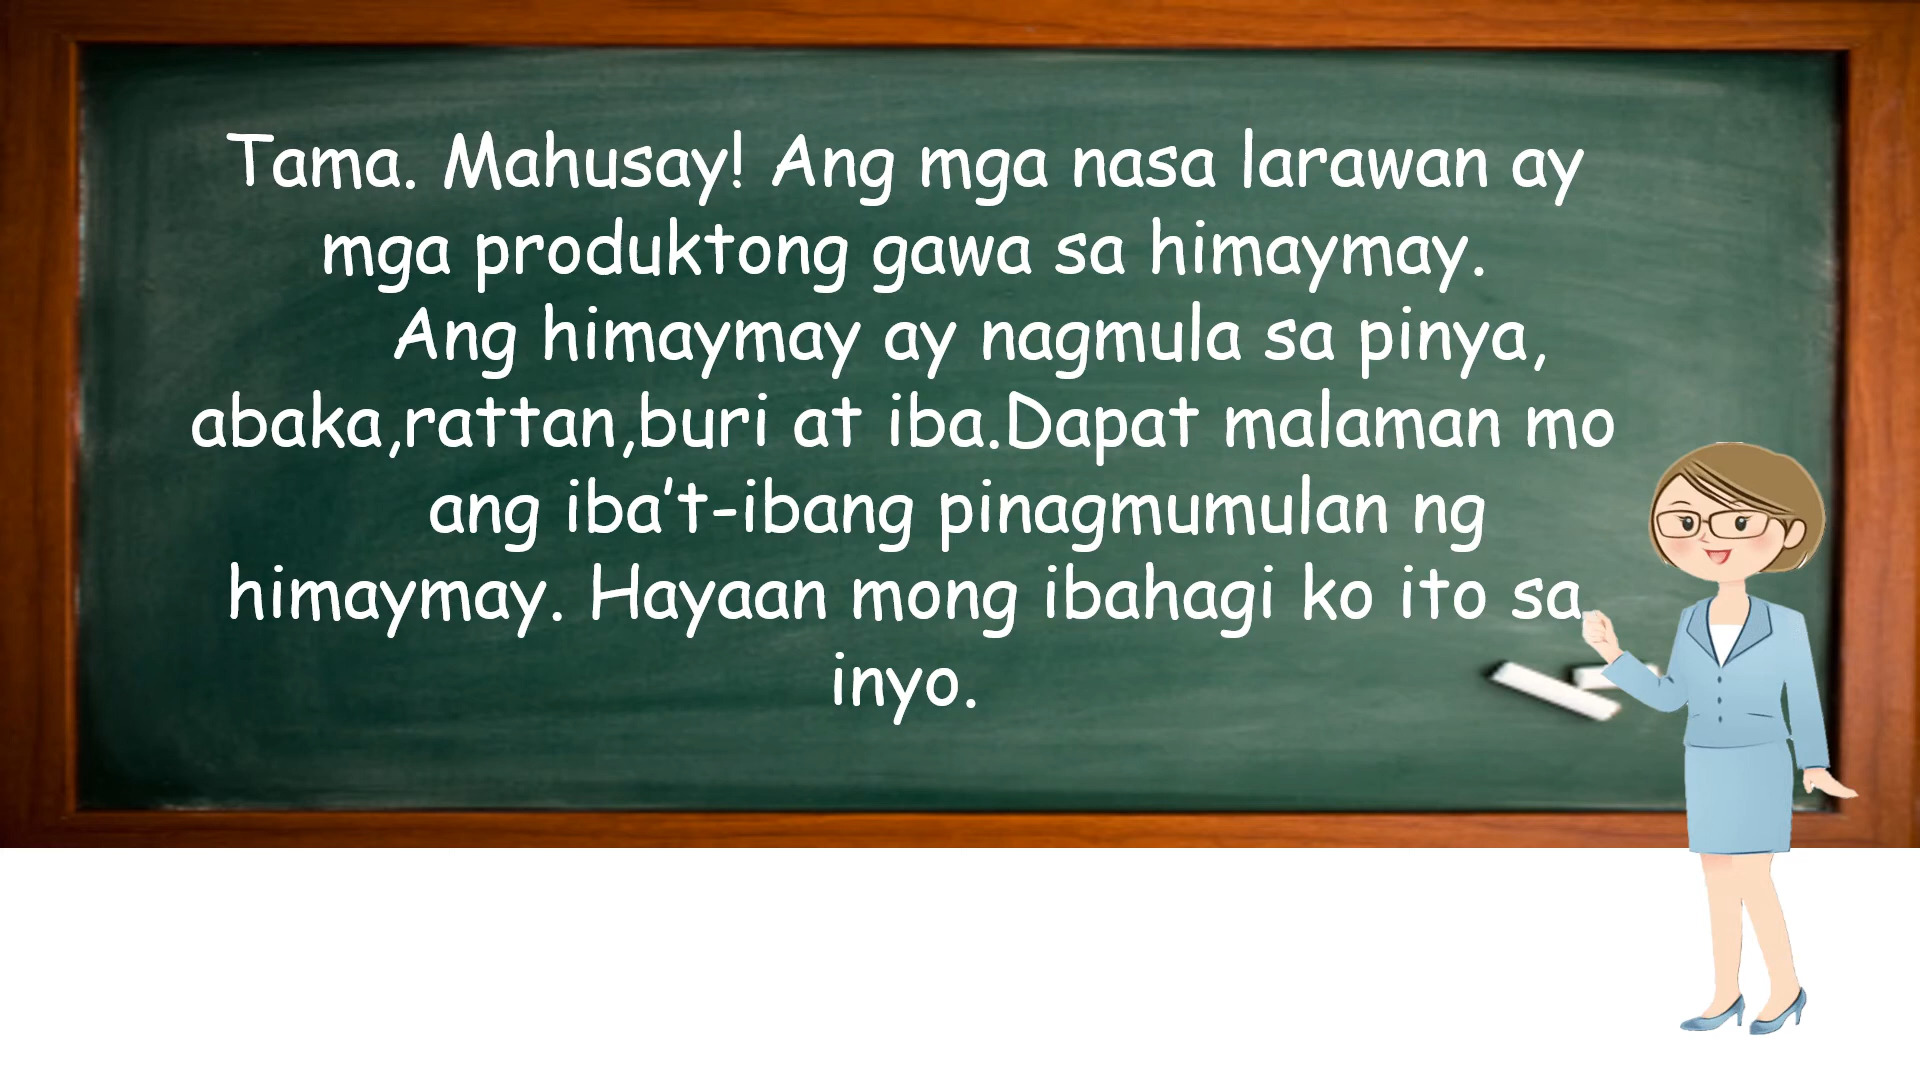 Tama. Mahusay! Ang mga nasa larawan ay
mga produktong gawa sa himaymay.
Ang himaymay ay nagmula sa pinya,
abaka,rattan,buri at iba.Dapat malaman mo
ang iba’t-ibang pinagmumulan ng
himaymay. Hayaan mong ibahagi ko ito sa
inyo.